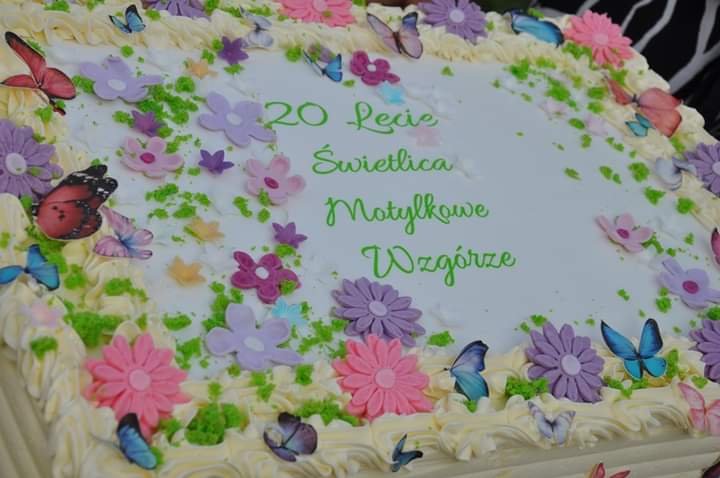 20 Lecie
Świetlica
Motylkowe
Wzgórze